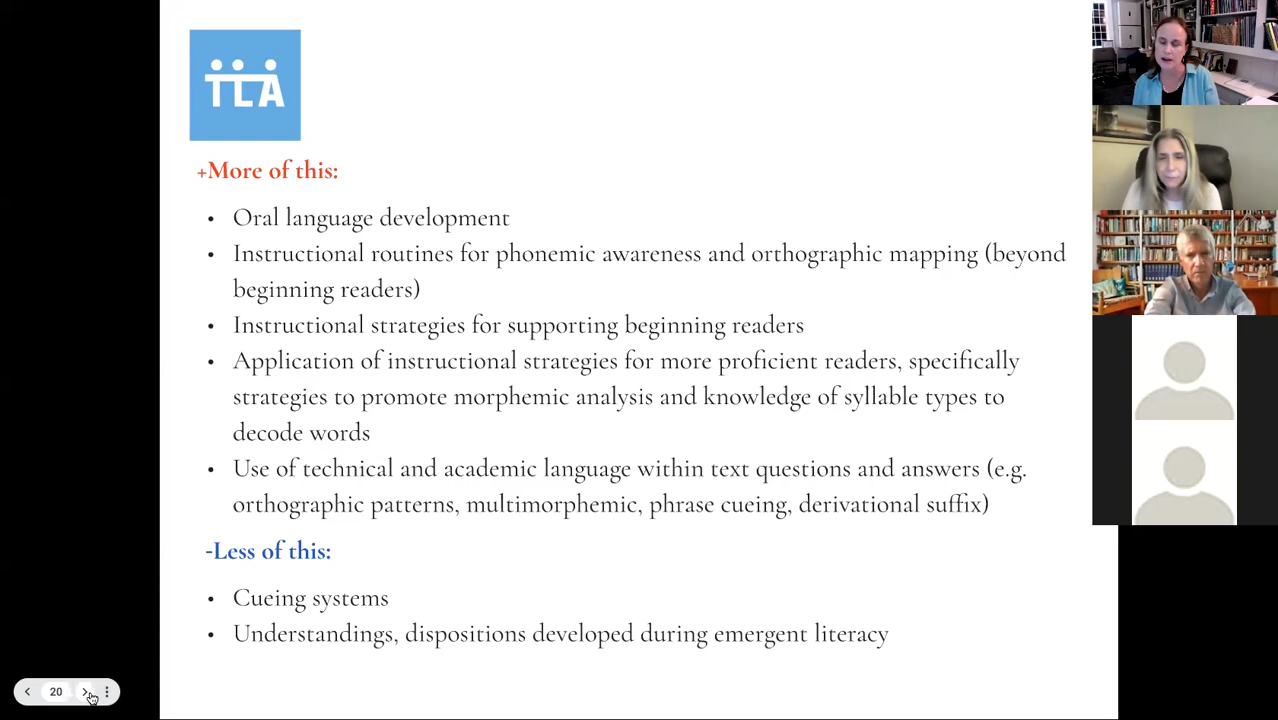 TLA
+More of this:
• Oral language development
• Instructional routines for phonemic awareness and orthographic mapping (beyond
beginning readers)
• Instructional strategies for supporting beginning readers
• Application of instructional strategies for more proficient readers, specifically
strategies to promote morphemic analysis and knowledge of syllable types to
decode words
• Use of technical and academic language within text questions and answers (e.g.
orthographic patterns, multimorphemic, phrase cueing, derivational suffix)
-Less of this:
• Cueing systems
• Understandings, dispositions developed during emergent literacy
20